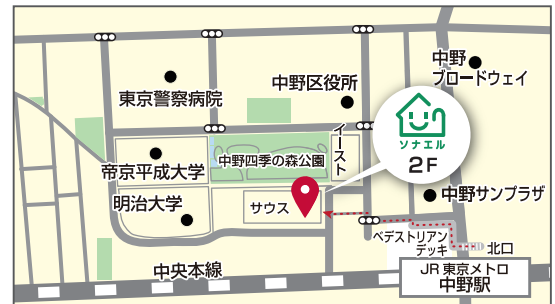 中野
ブロードウェイ
中野区役所
東京警察病院
ソナエル
2F
イースト
中野四季の森公園
帝京平成大学
明治大学
サウス
中野サンプラザ
ペデストリアン
デッキ
北口
中央本線
JR 東京メトロ
中野駅